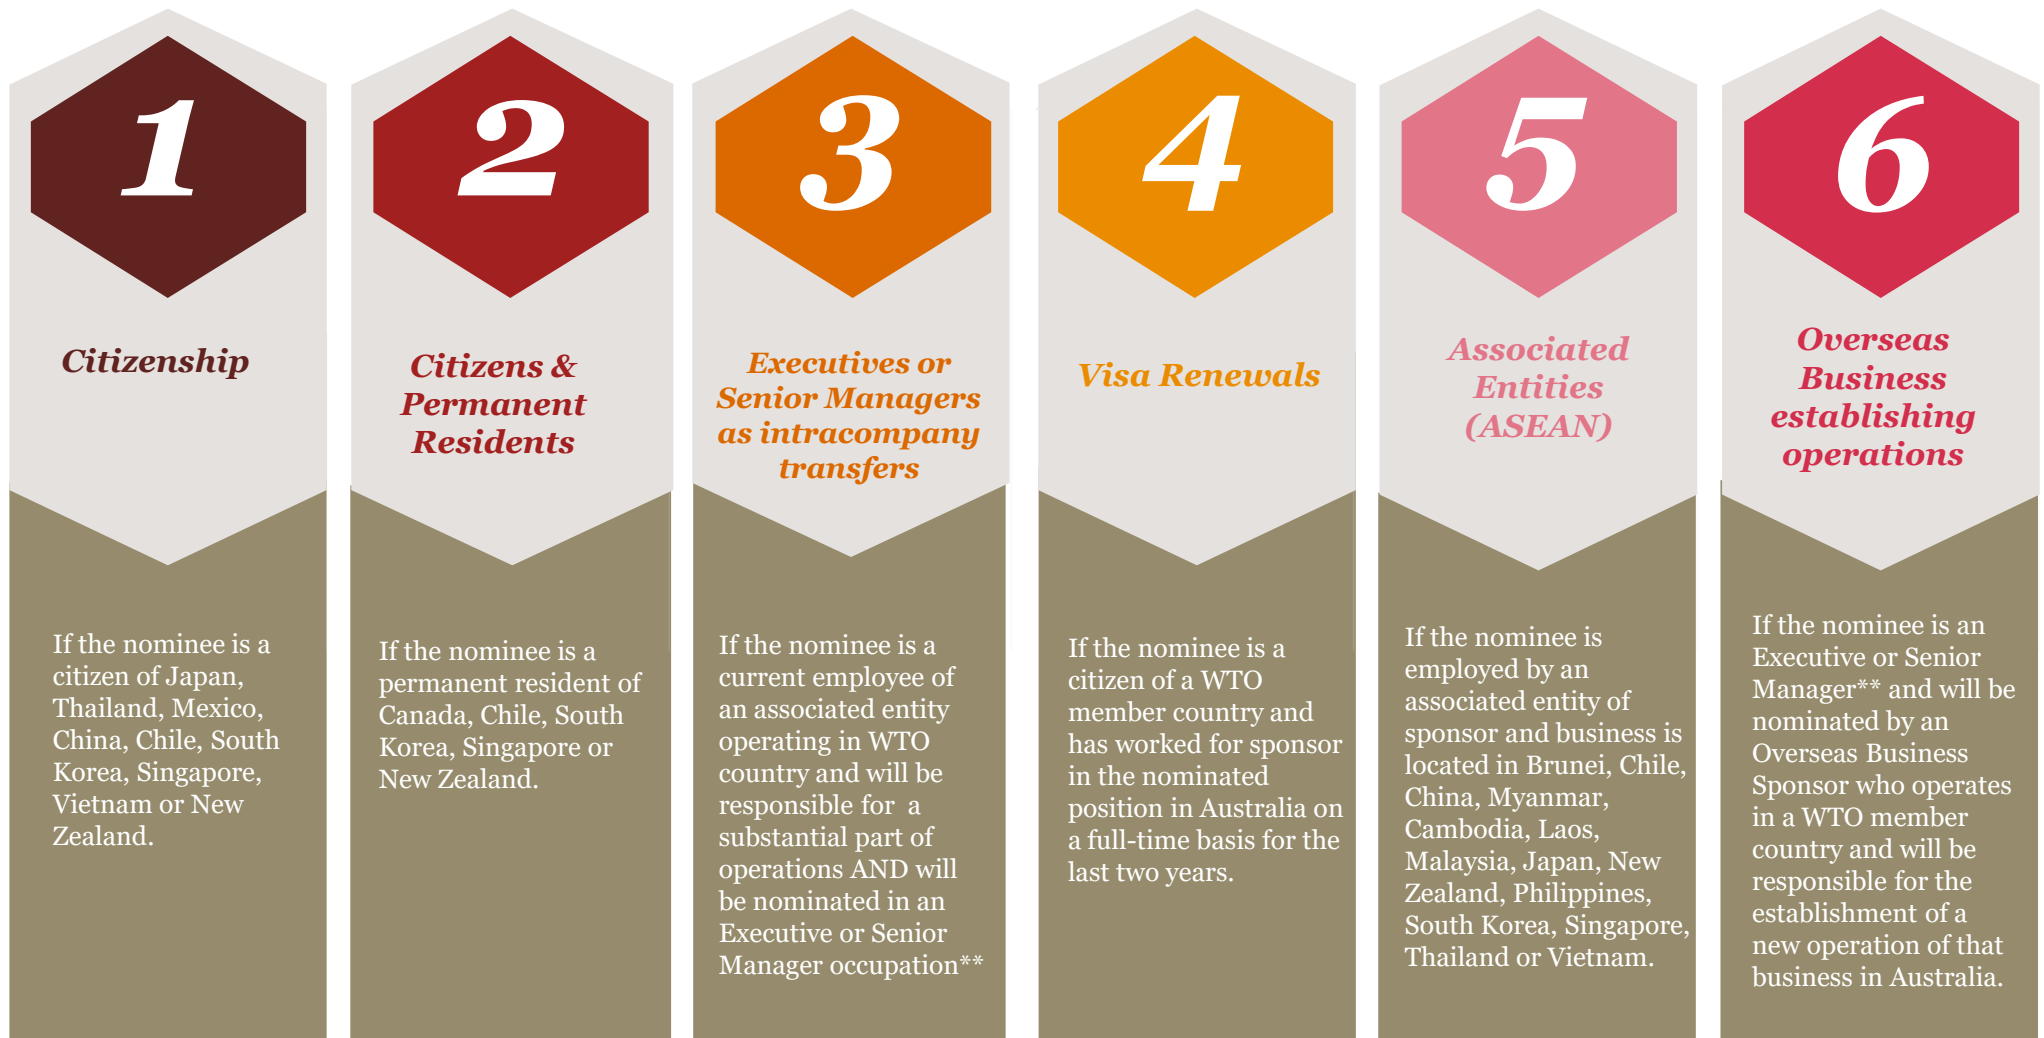 1
Citizenship
If the nominee is a
citizen of Japan,
Thailand, Mexico,
China, Chile, South
Korea, Singapore,
Vietnam or New
Zealand.
2
Citizens &
Permanent
Residents
If the nominee is a
permanent resident of
Canada, Chile, South
Korea, Singapore or
New Zealand.
3
Executives or
Senior Managers
as intracompany
transfers
If the nominee is a
current employee of
an associated entity
operating in WTO
country and will be
responsible for a
substantial part of
operations AND will
be nominated in an
Executive or Senior
Manager occupation**
4
Visa Renewals
If the nominee is a
citizen of a WTO
member country and
has worked for sponsor
in the nominated
position in Australia on
a full-time basis for the
last two years.
5
Associated
Entities
(ASEAN)
If the nominee is
employed by an
associated entity of
sponsor and business is
located in Brunei, Chile,
China, Myanmar,
Cambodia, Laos,
Malaysia, Japan, New
Zealand, Philippines,
South Korea, Singapore,
Thailand or Vietnam.
6
Overseas
Business
establishing
operations
If the nominee is an
Executive or Senior
Manager** and will be
nominated by an
Overseas Business
Sponsor who operates
in a WTO member
country and will be
responsible for the
establishment of a
new operation of that
business in Australia.